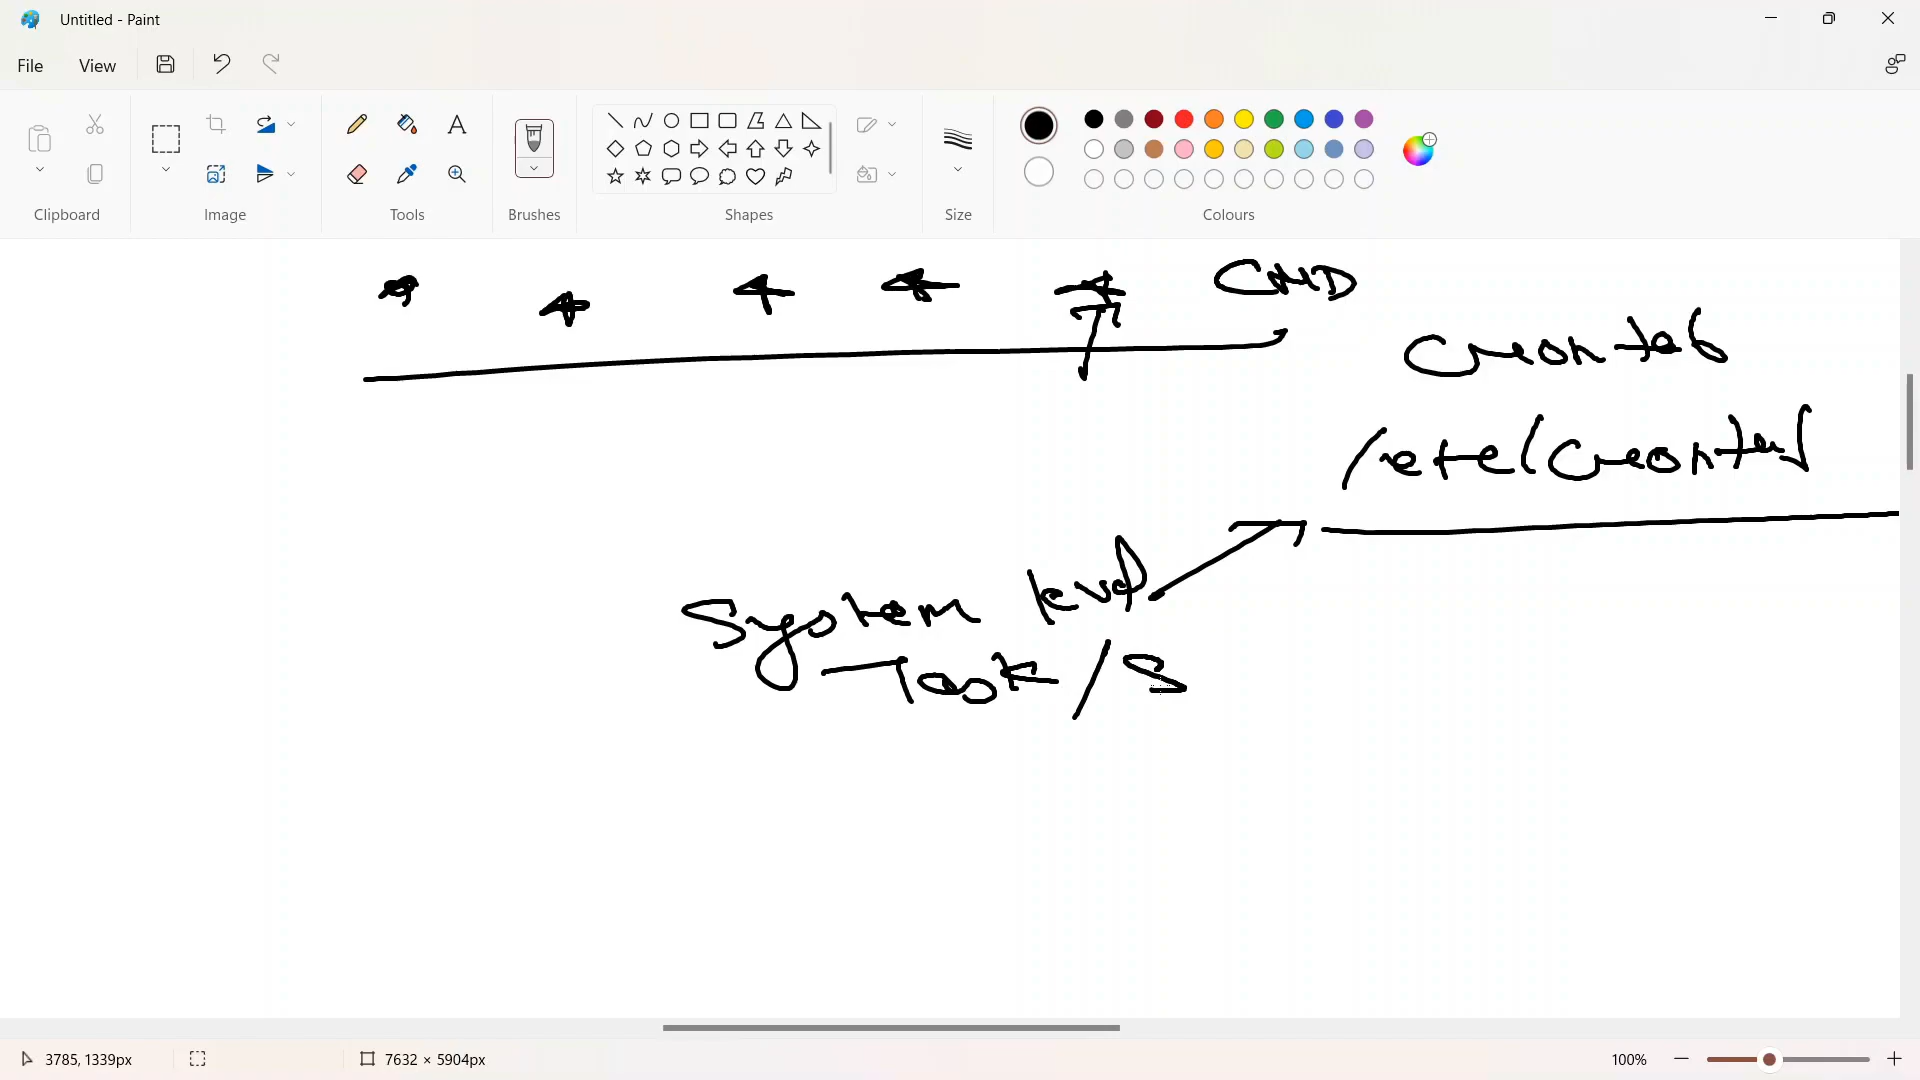 Untitled - Paint
File View
Clipboard Image Tools Brushes Shapes Size Colours
* * * * * CMD
Crontab
/etc/crontab
System level
Task/s
3785, 1339px 7632 × 5904px 100%